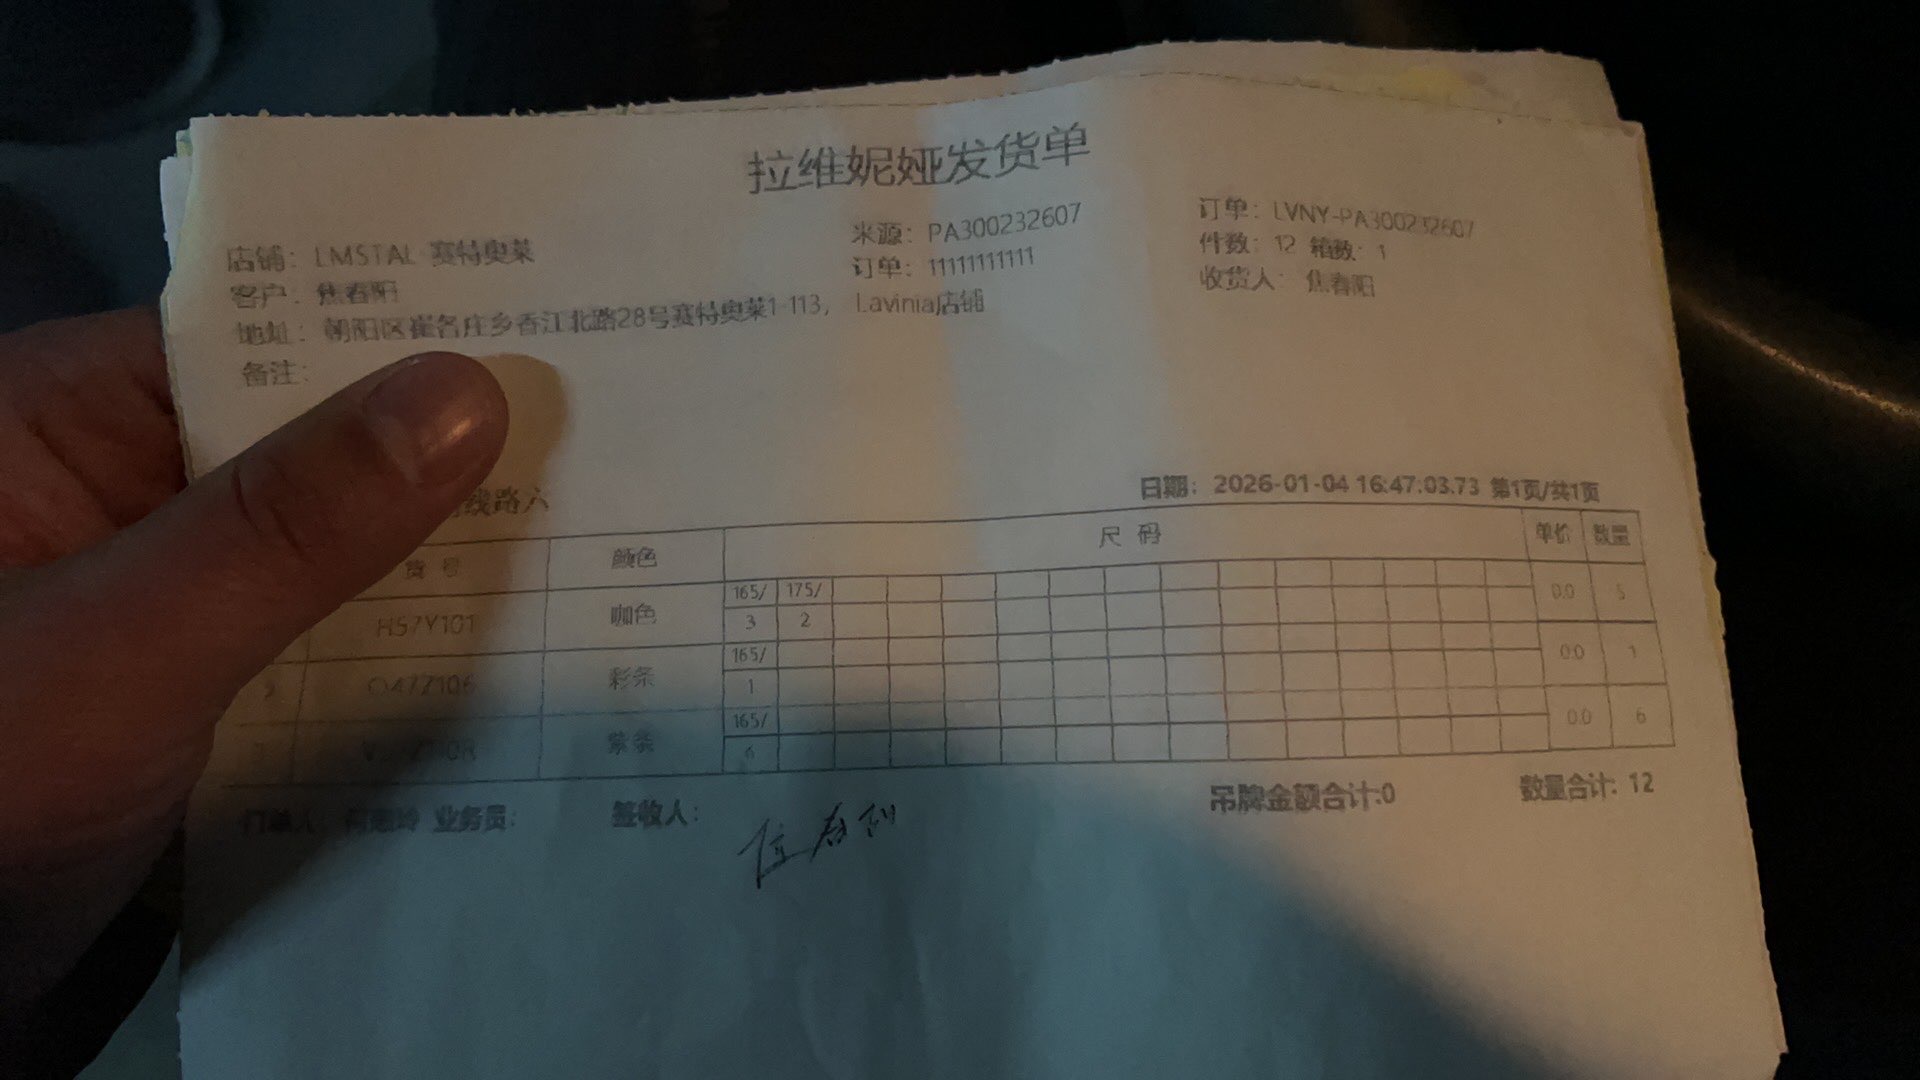 拉维妮娅发货单
店铺：LMSTAL 赛特奥莱
米源：PA300232607
订单：LVNY-PA300232607
客户：焦春阳
订单：11111111111
件数：12 箱数：1
地址：朝阳区崔各庄乡香江北路28号赛特奥莱1-113， Lavinia店铺
收货人：焦春阳
备注：
线路六
日期：2026-01-04 16:47:03.73 第1页/共1页
货号 颜色 尺码 单价 数量
165/ 175/
H57Y101 咖色 3 2 0.0 5
165/
2 彩条 1 0.0 1
165/
紫条 6 0.0 6
业务员： 签收人： 吊牌金额合计:0 数量合计: 12